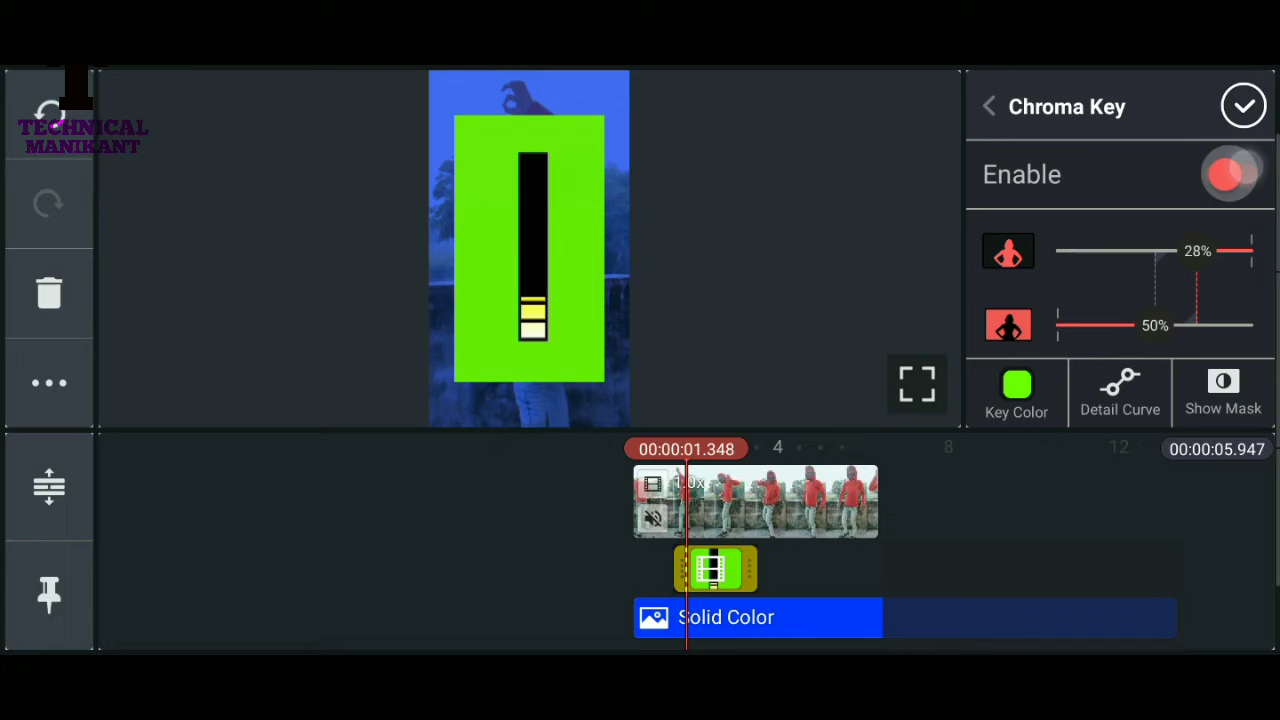 TECHNICAL
MANIKANT
Chroma Key
Enable
28%
50%
Key Color
Detail Curve
Show Mask
00:00:01.348
4
8
12
00:00:05.947
1.0x
Solid Color